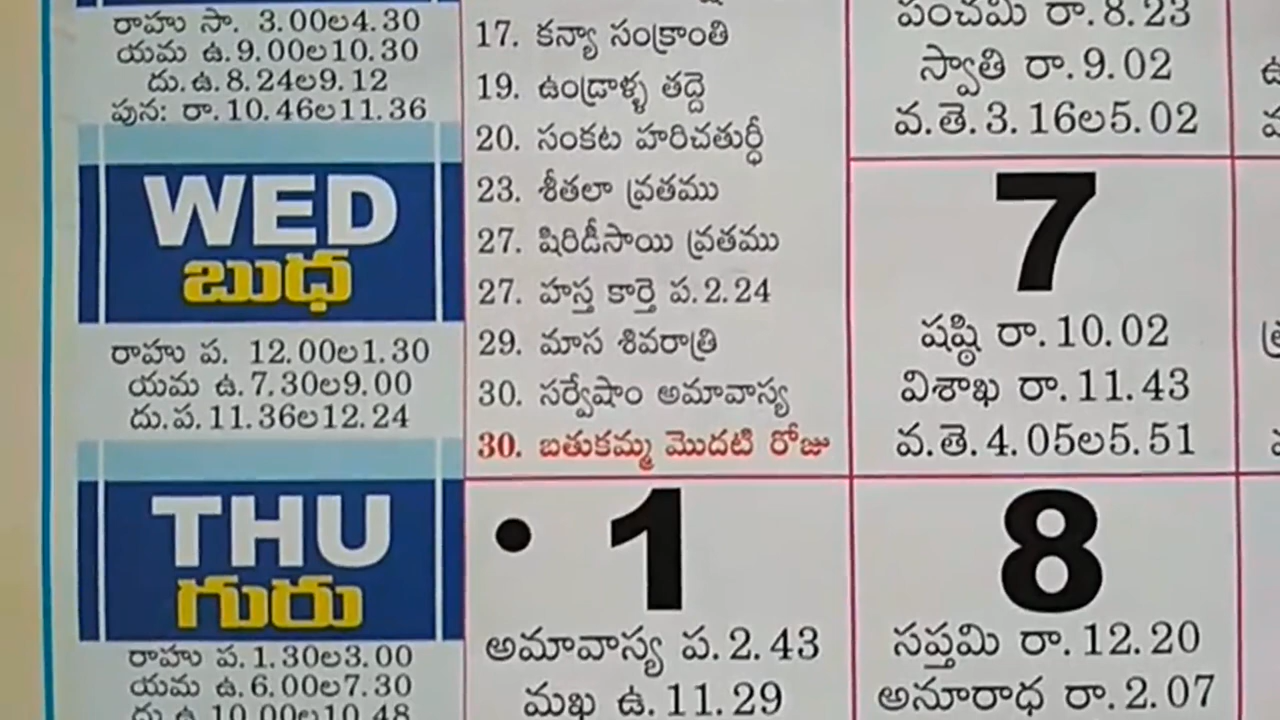 రాహు సా. 3.00ల4.30
యమ ఉ.9.00ల10.30
దు.ఉ.8.24ల9.12
పున: రా.10.46ల11.36
WED
బుధ
రాహు ప. 12.00ల1.30
యమ ఉ.7.30ల9.00
దు.ప.11.36ల12.24
THU
గురు
రాహు ప.1.30ల3.00
యమ ఉ.6.00ల7.30
దు.ఉ.10.00ల10.48
17. కన్యా సంక్రాంతి
19. ఉండ్రాళ్ళ తద్దె
20. సంకట హరిచతుర్ధీ
23. శీతలా వ్రతము
27. షిరిడీసాయి వ్రతము
27. హస్త కార్తె ప.2.24
29. మాస శివరాత్రి
30. సర్వేషాం అమావాస్య
30. బతుకమ్మ మొదటి రోజు
• 1
అమావాస్య ప.2.43
మఖ ఉ.11.29
పంచమి రా.8.23
స్వాతి రా.9.02
వ.తె.3.16ల5.02
7
షష్ఠి రా.10.02
విశాఖ రా.11.43
వ.తె.4.05ల5.51
8
సప్తమి రా.12.20
అనూరాధ రా.2.07